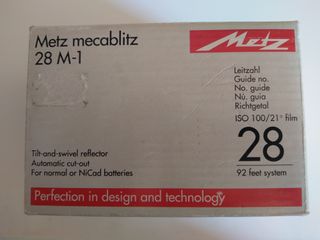 Metz mecablitz
28 M-1
Metz
Leitzahl
Guide no.
No. guide
Nú. guia
Richtgetal
ISO 100/21° film
28
92 feet system
Tilt-and-swivel reflector
Automatic cut-out
For normal or NiCad batteries
Perfection in design and technology